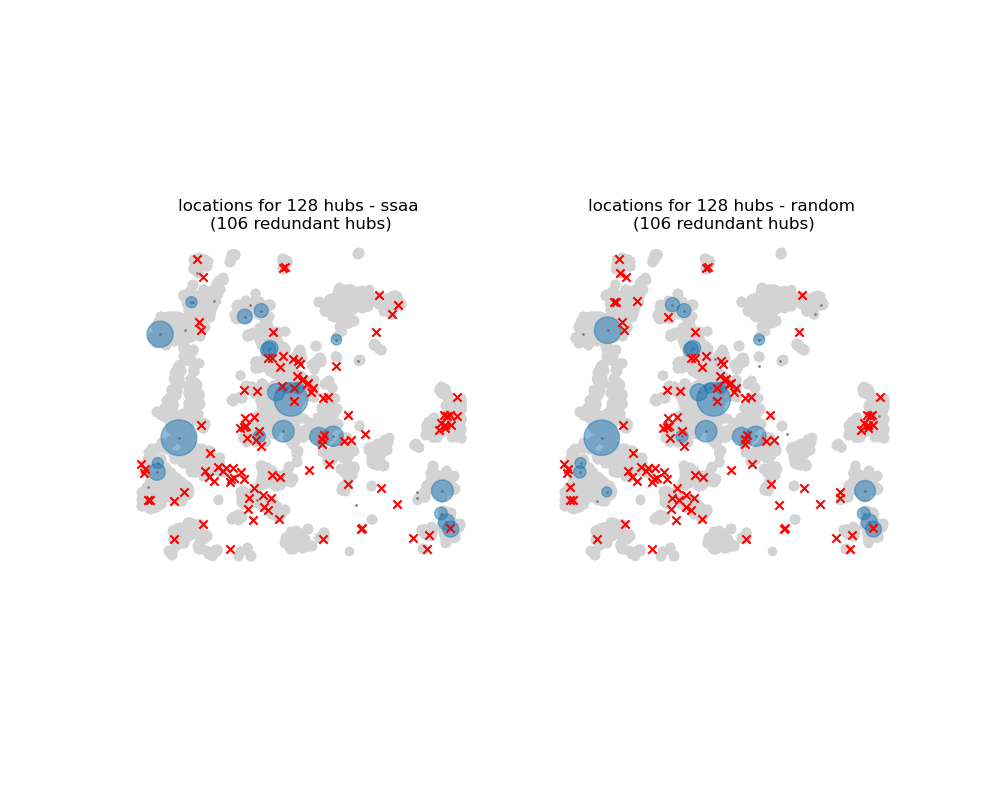 locations for 128 hubs - ssaa
(106 redundant hubs)
locations for 128 hubs - random
(106 redundant hubs)